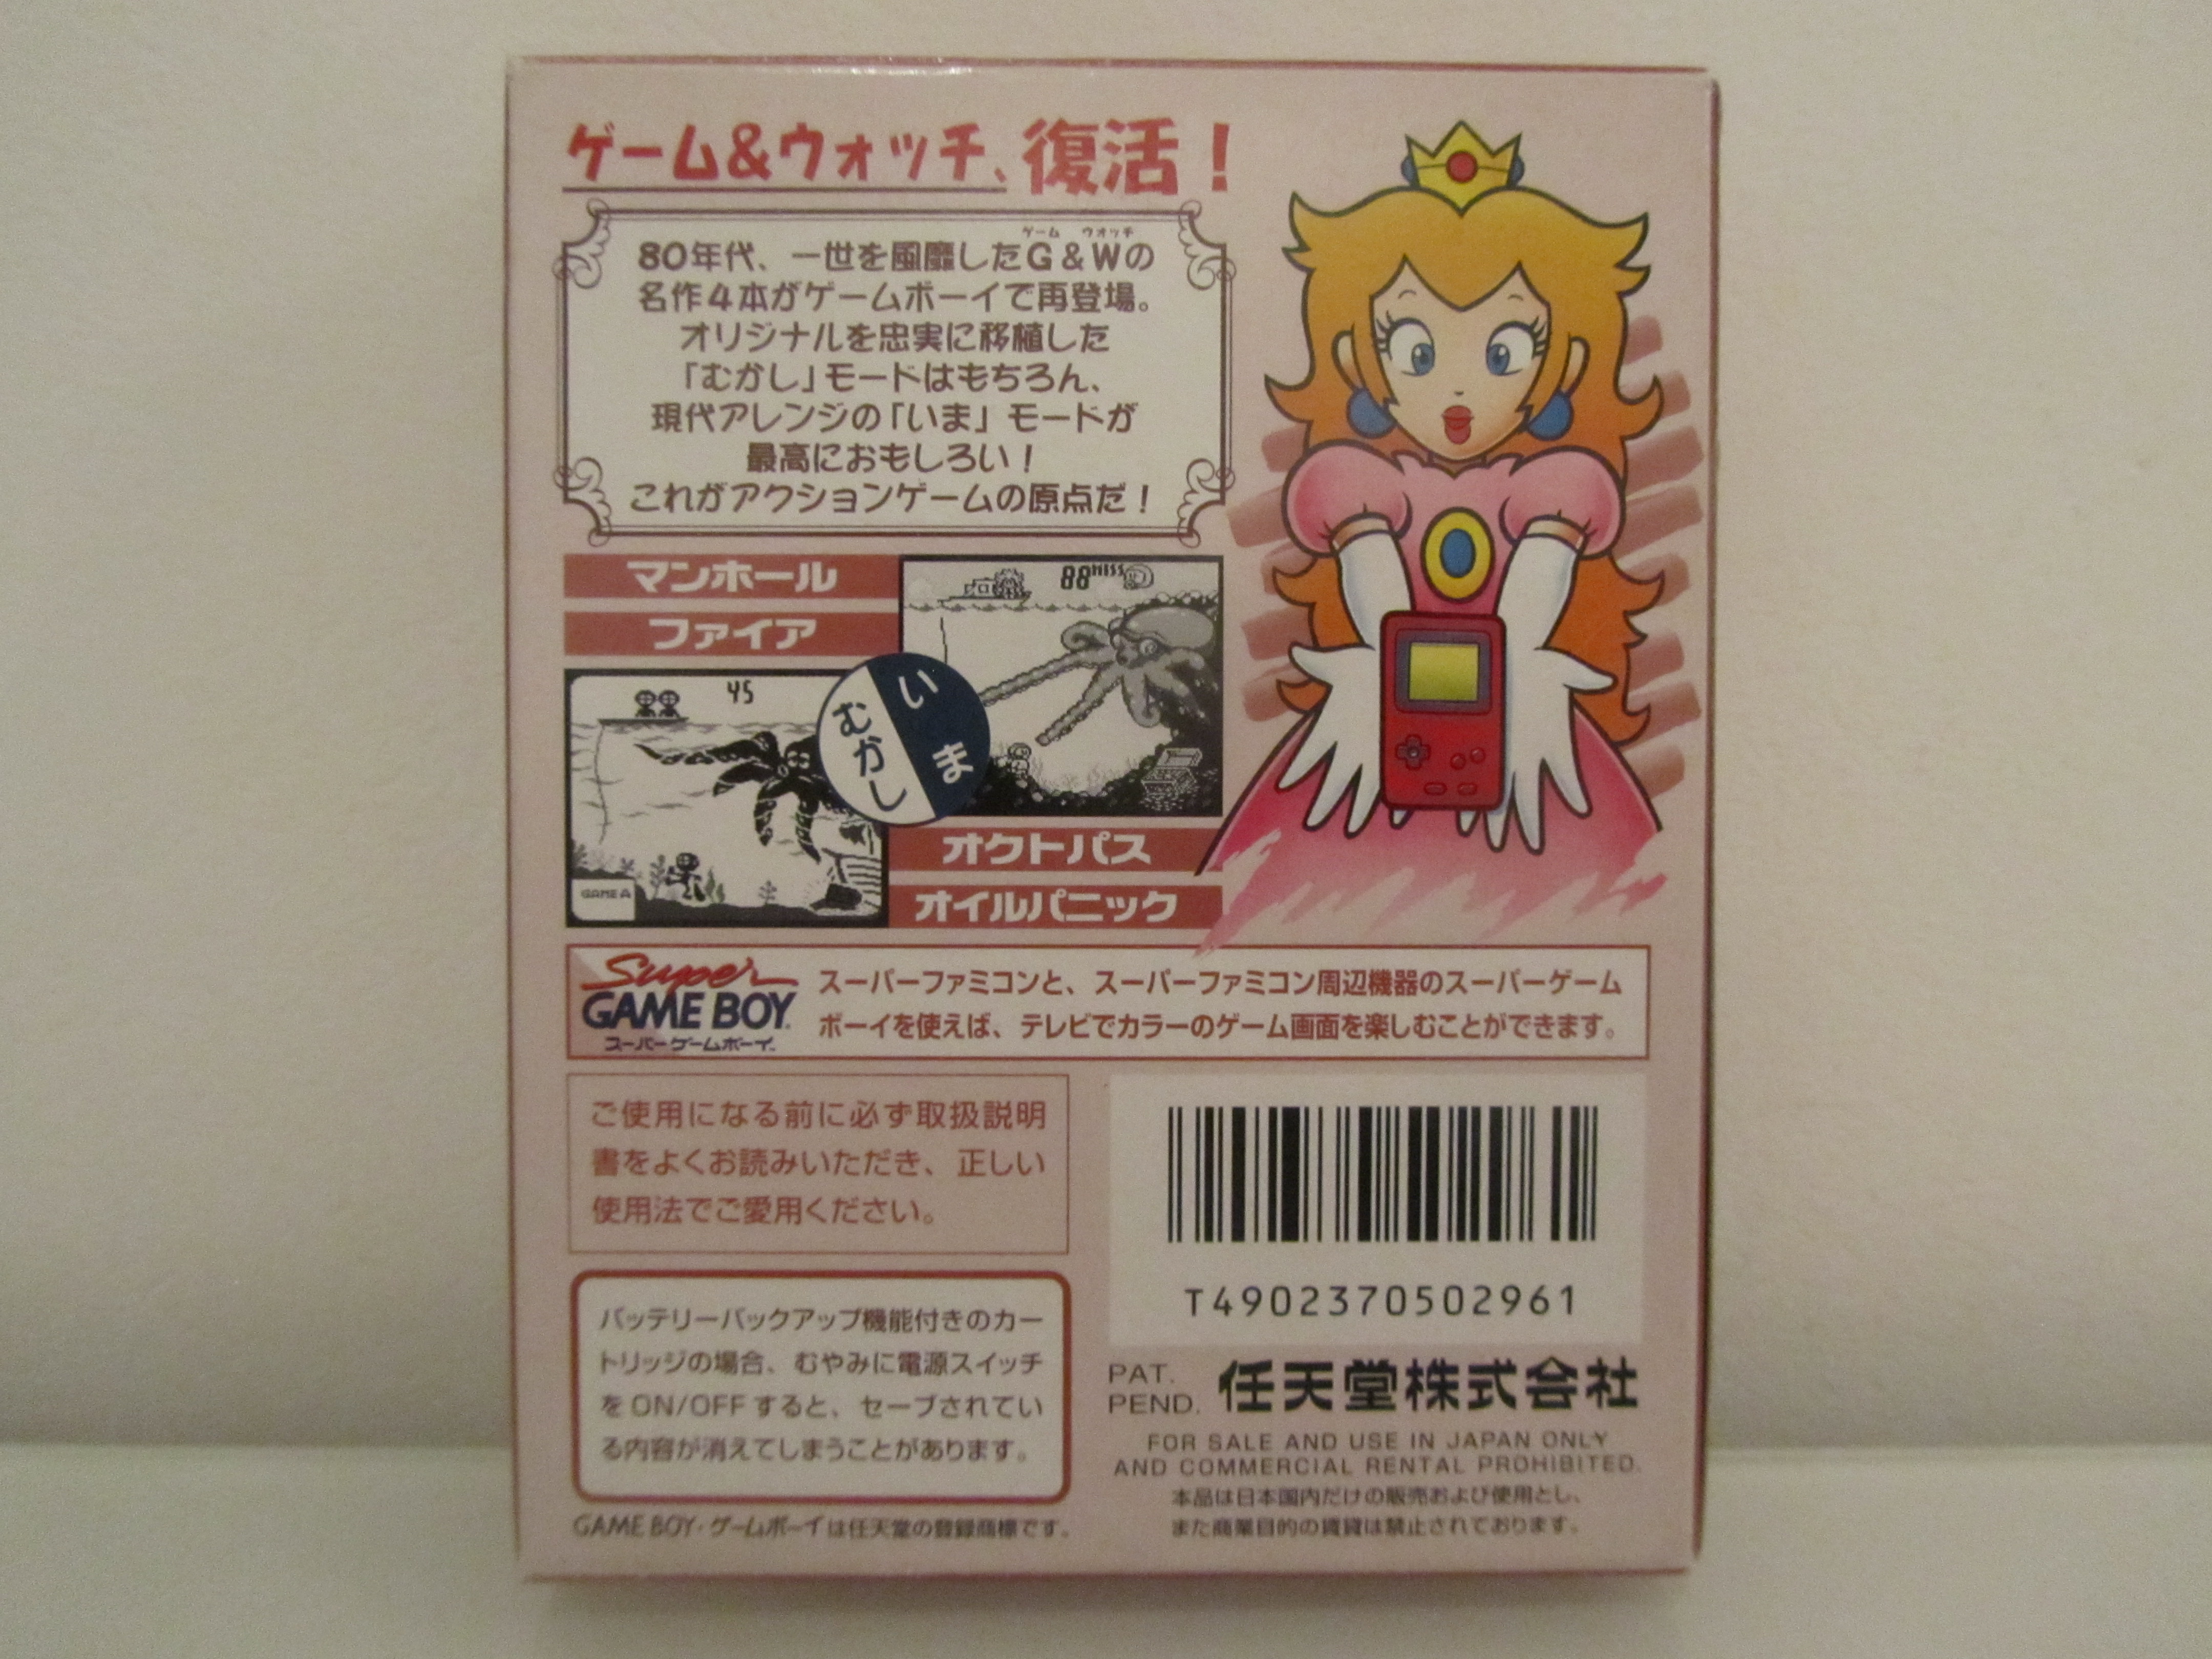 ゲーム&ウォッチ、復活！
ゲーム ウオッチ
80年代、一世を風靡したG&Wの
名作4本がゲームボーイで再登場。
オリジナルを忠実に移植した
「むかし」モードはもちろん、
現代アレンジの「いま」モードが
最高におもしろい！
これがアクションゲームの原点だ！
マンホール
ファイア
88 MISS
45
いま
むかし
GAME A
オクトパス
オイルパニック
Super
GAME BOY
スーパーゲームボーイ
スーパーファミコンと、スーパーファミコン周辺機器のスーパーゲーム
ボーイを使えば、テレビでカラーのゲーム画面を楽しむことができます。
ご使用になる前に必ず取扱説明
書をよくお読みいただき、正しい
使用法でご愛用ください。
T4902370502961
バッテリーバックアップ機能付きのカー
トリッジの場合、むやみに電源スイッチ
をON/OFFすると、セーブされてい
る内容が消えてしまうことがあります。
PAT.
PEND.
任天堂株式会社
FOR SALE AND USE IN JAPAN ONLY
AND COMMERCIAL RENTAL PROHIBITED.
本品は日本国内だけの販売および使用とし、
また商業目的の賃貸は禁止されております。
GAME BOY・ゲームボーイは任天堂の登録商標です。